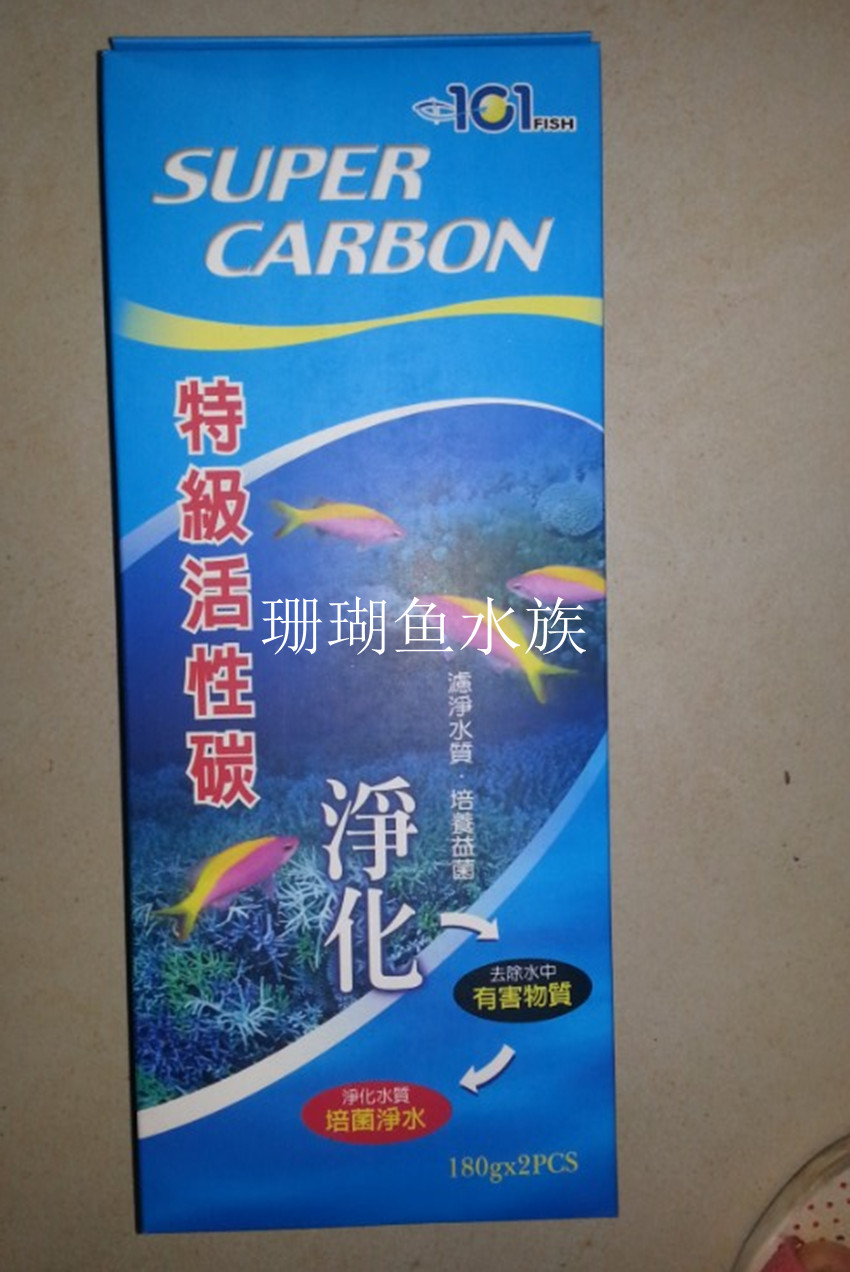 101 FISH
SUPER
CARBON
特級活性碳
珊瑚鱼水族
濾淨水質·培養益菌
淨化
去除水中
有害物質
淨化水質
培菌淨水
180gx2PCS